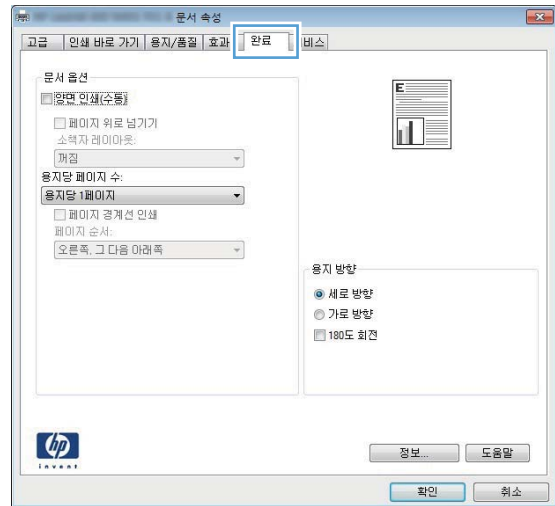 문서 속성
고급 인쇄 바로 가기 용지/품질 효과 완료 비스
문서 옵션
양면 인쇄(수동)
페이지 위로 넘기기
소책자 레이아웃:
꺼짐
용지당 페이지 수:
용지당 1페이지
페이지 경계선 인쇄
페이지 순서:
오른쪽, 그 다음 아래쪽
E
용지 방향
세로 방향
가로 방향
180도 회전
hp
invent
정보... 도움말
확인 취소